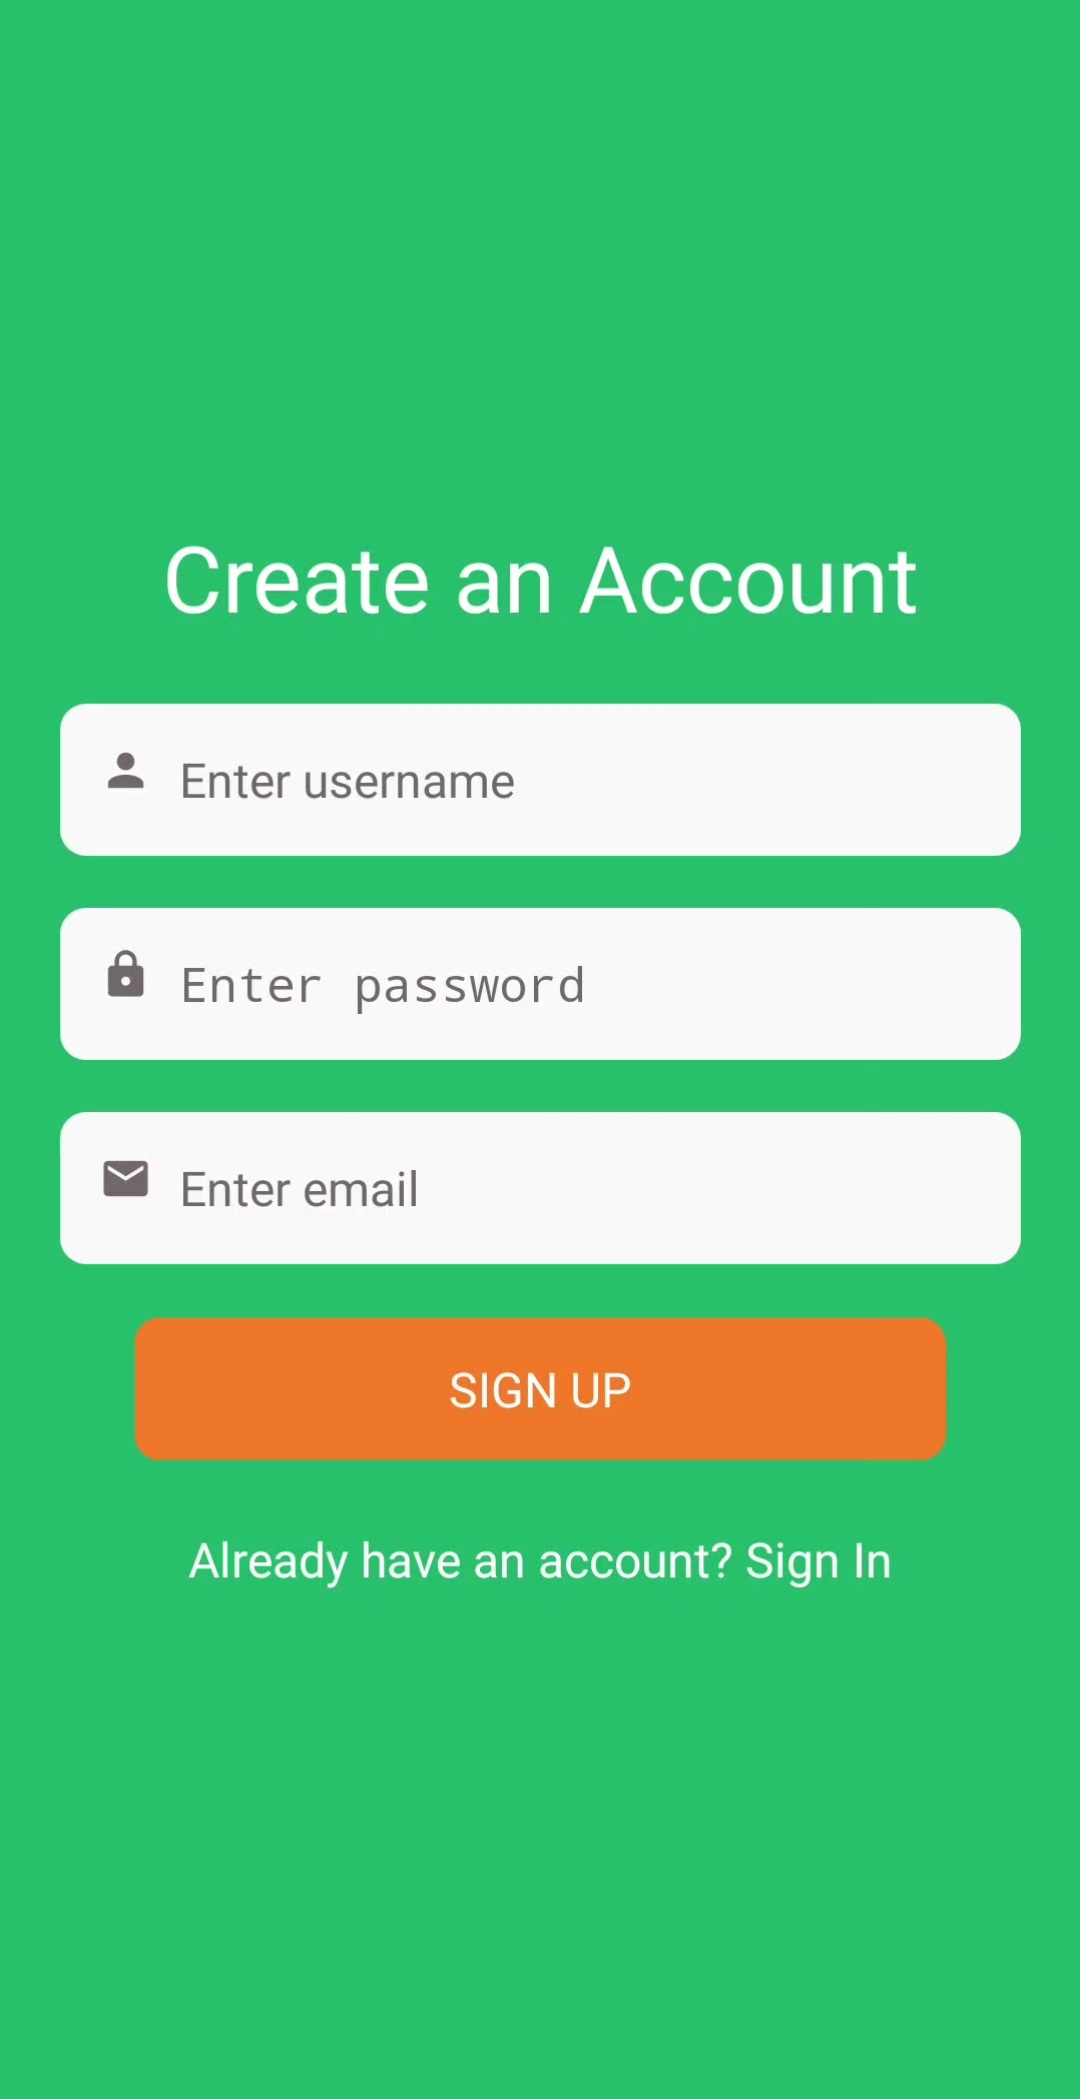 Create an Account
Enter username
Enter password
Enter email
SIGN UP
Already have an account? Sign In